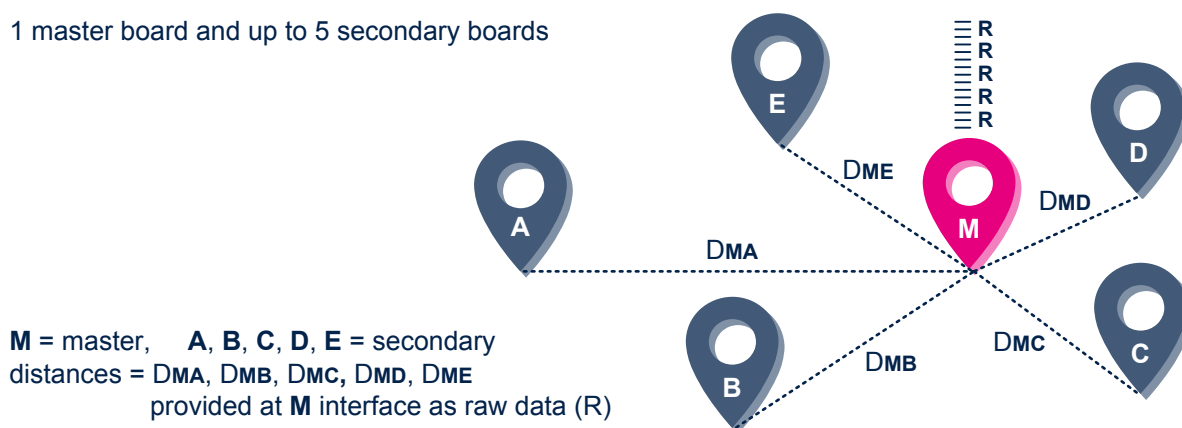 1 master board and up to 5 secondary boards
R
R
R
R
R
E
D
A
M
DME
DMD
DMA
B
C
DMB
DMC
M = master, A, B, C, D, E = secondary
distances = DMA, DMB, DMC, DMD, DME
provided at M interface as raw data (R)